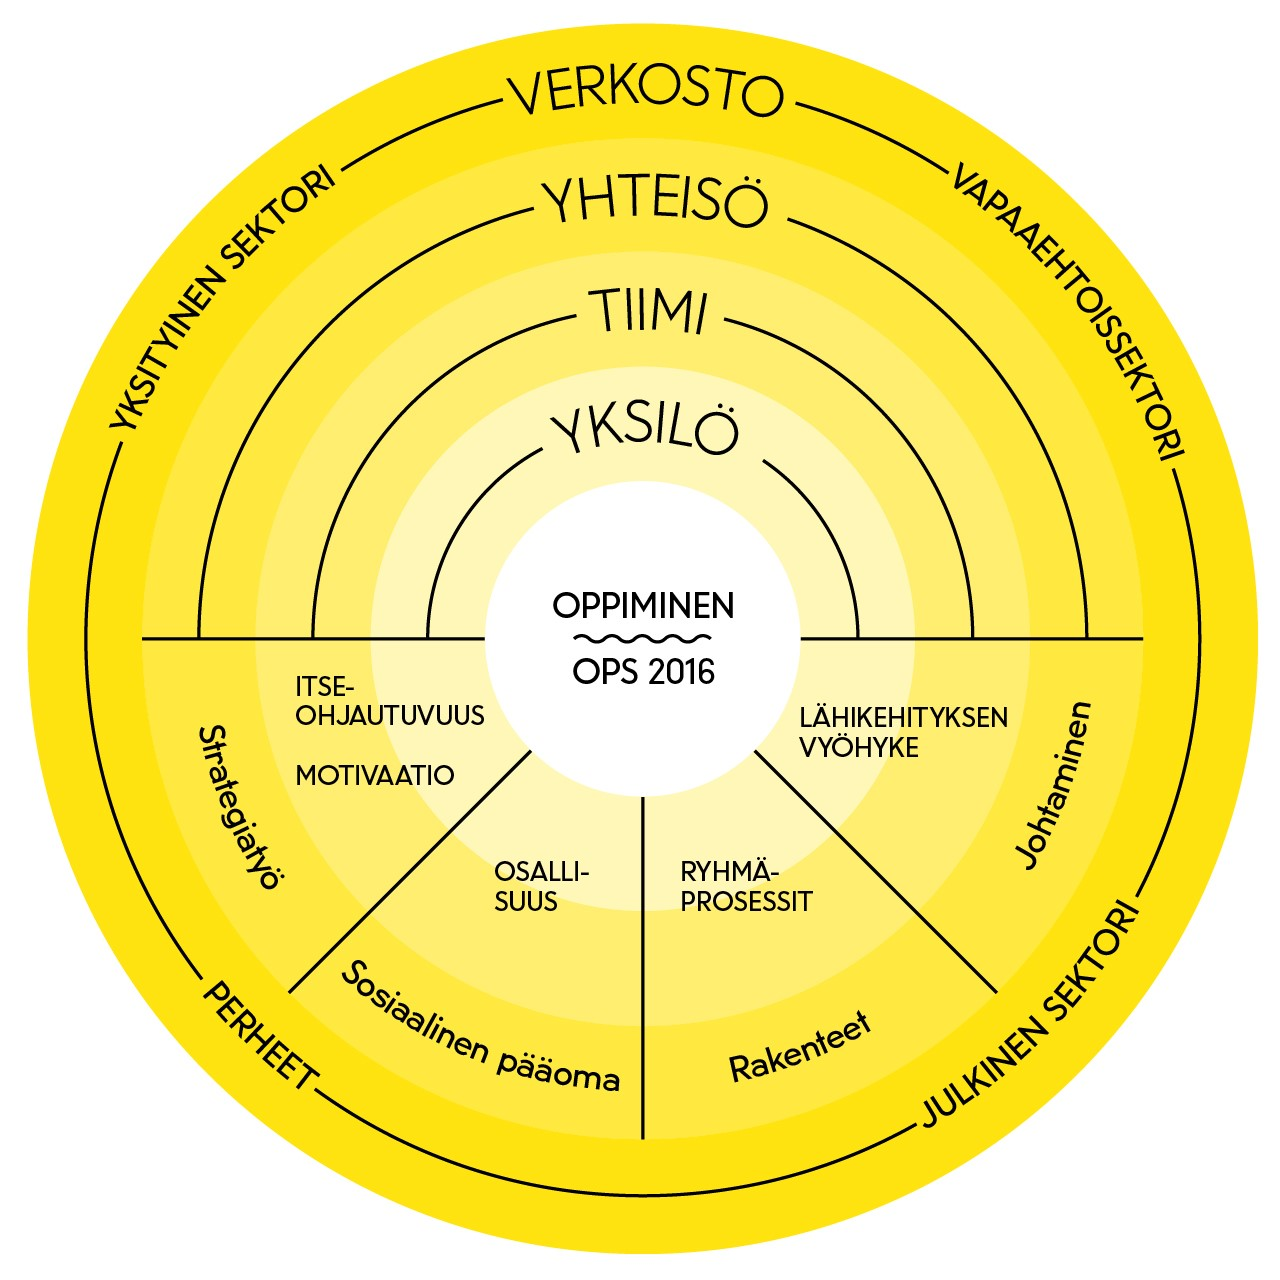 VERKOSTO
YKSITYINEN SEKTORI
VAPAAEHTOISSEKTORI
YHTEISÖ
TIIMI
YKSILÖ
OPPIMINEN
OPS 2016
ITSE-
OHJAUTUVUUS
MOTIVAATIO
LÄHIKEHITYKSEN
VYÖHYKE
Strategiatyö
Johtaminen
OSALLI-
SUUS
RYHMÄ-
PROSESSIT
Sosiaalinen pääoma
Rakenteet
PERHEET
JULKINEN SEKTORI